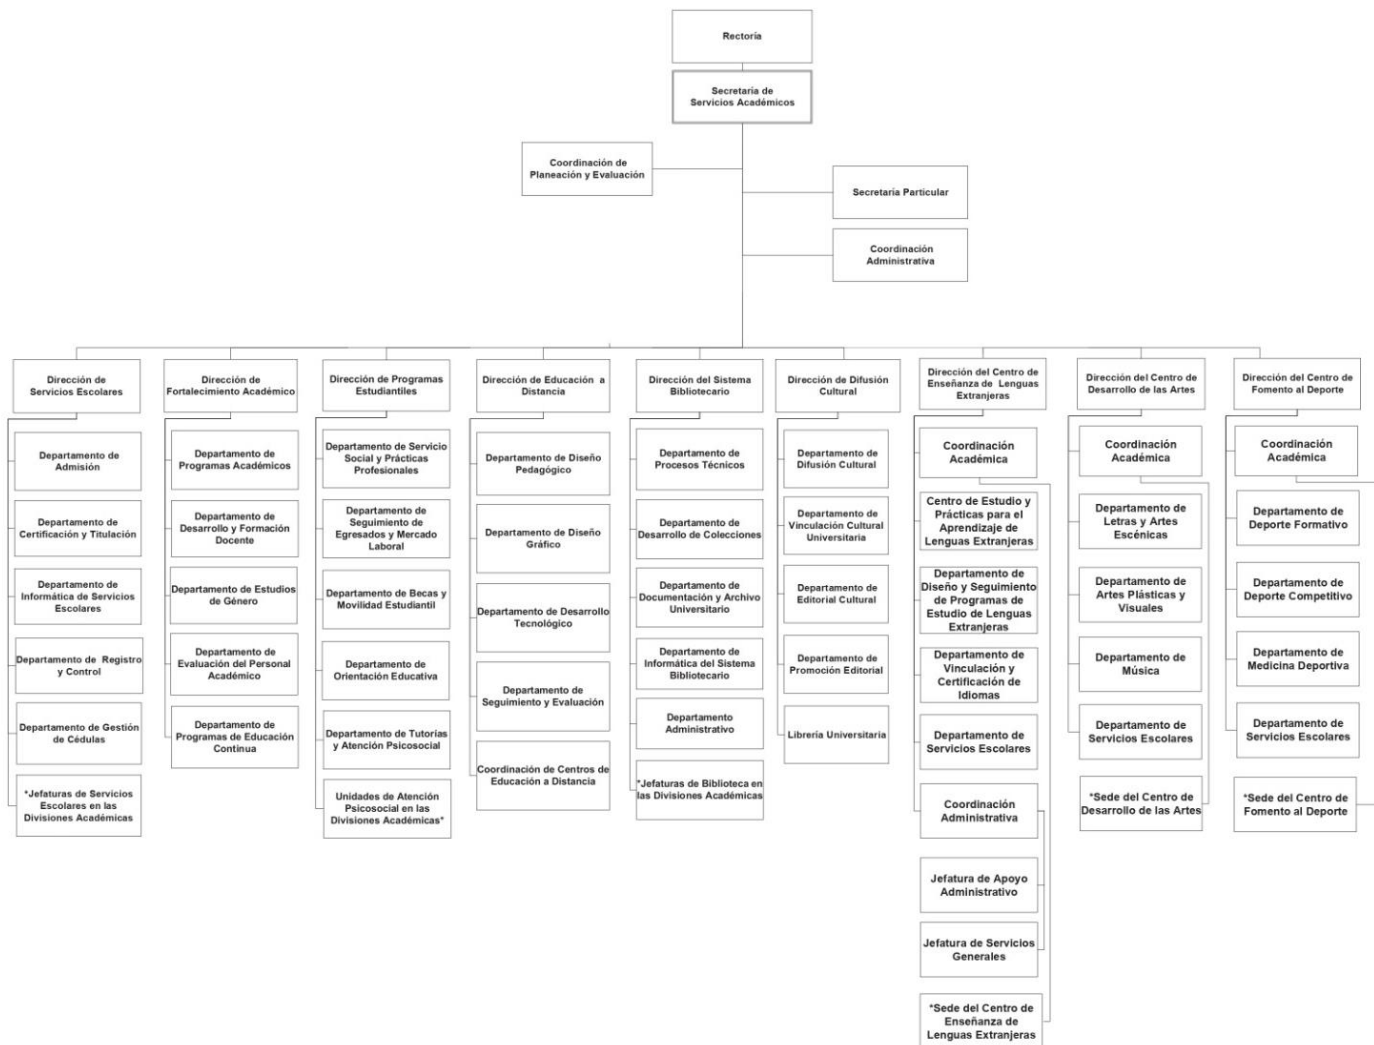 Rectoría
Secretaría de
Servicios Académicos
Coordinación de
Planeación y Evaluación
Secretaría Particular
Coordinación
Administrativa
Dirección de
Servicios Escolares
Departamento de
Admisión
Departamento de
Certificación y Titulación
Departamento de
Informática de Servicios
Escolares
Departamento de Registro
y Control
Departamento de Gestión
de Cédulas
*Jefaturas de Servicios
Escolares en las
Divisiones Académicas
Dirección de
Fortalecimiento Académico
Departamento de
Programas Académicos
Departamento de
Desarrollo y Formación
Docente
Departamento de Estudios
de Género
Departamento de
Evaluación del Personal
Académico
Departamento de
Programas de Educación
Continua
Dirección de Programas
Estudiantiles
Departamento de Servicio
Social y Prácticas
Profesionales
Departamento de
Seguimiento de
Egresados y Mercado
Laboral
Departamento de Becas y
Movilidad Estudiantil
Departamento de
Orientación Educativa
Departamento de Tutorías
y Atención Psicosocial
Unidades de Atención
Psicosocial en las
Divisiones Académicas*
Dirección de Educación a
Distancia
Departamento de Diseño
Pedagógico
Departamento de Diseño
Gráfico
Departamento de Desarrollo
Tecnológico
Departamento de
Seguimiento y Evaluación
Coordinación de Centros de
Educación a Distancia
Dirección del Sistema
Bibliotecario
Departamento de
Procesos Técnicos
Departamento de
Desarrollo de Colecciones
Departamento de
Documentación y Archivo
Universitario
Departamento de
Informática del Sistema
Bibliotecario
Departamento
Administrativo
*Jefaturas de Biblioteca en
las Divisiones Académicas
Dirección de Difusión
Cultural
Departamento de
Difusión Cultural
Departamento de
Vinculación Cultural
Universitaria
Departamento de
Editorial Cultural
Departamento de
Promoción Editorial
Librería Universitaria
Dirección del Centro de
Enseñanza de Lenguas
Extranjeras
Coordinación
Académica
Centro de Estudio y
Prácticas para el
Aprendizaje de
Lenguas Extranjeras
Departamento de
Diseño y Seguimiento
de Programas de
Estudio de Lenguas
Extranjeras
Departamento de
Vinculación y
Certificación de
Idiomas
Departamento de
Servicios Escolares
Coordinación
Administrativa
Jefatura de Apoyo
Administrativo
Jefatura de Servicios
Generales
*Sede del Centro de
Enseñanza de
Lenguas Extranjeras
Dirección del Centro de
Desarrollo de las Artes
Coordinación
Académica
Departamento de
Letras y Artes
Escénicas
Departamento de
Artes Plásticas y
Visuales
Departamento de
Música
Departamento de
Servicios Escolares
*Sede del Centro de
Desarrollo de las Artes
Dirección del Centro de
Fomento al Deporte
Coordinación
Académica
Departamento de
Deporte Formativo
Departamento de
Deporte Competitivo
Departamento de
Medicina Deportiva
Departamento de
Servicios Escolares
*Sede del Centro de
Fomento al Deporte